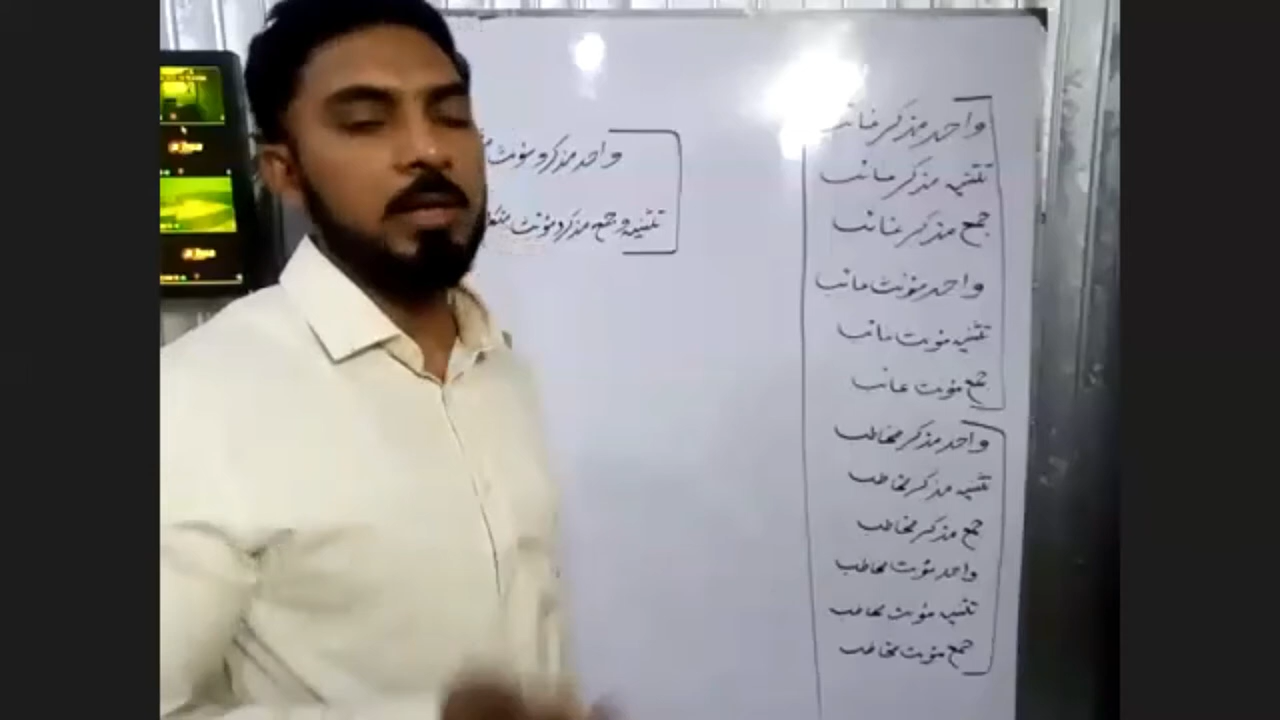 واحد مذکر غائب
تثنیہ مذکر غائب
جمع مذکر غائب
واحد مؤنث غائب
تثنیہ مؤنث غائب
جمع مؤنث غائب
واحد مذکر مخاطب
تثنیہ مذکر مخاطب
جمع مذکر مخاطب
واحد مؤنث مخاطب
تثنیہ مؤنث مخاطب
جمع مؤنث مخاطب
واحد مذکر و مؤنث
تثنیہ و جمع مذکر و مؤنث